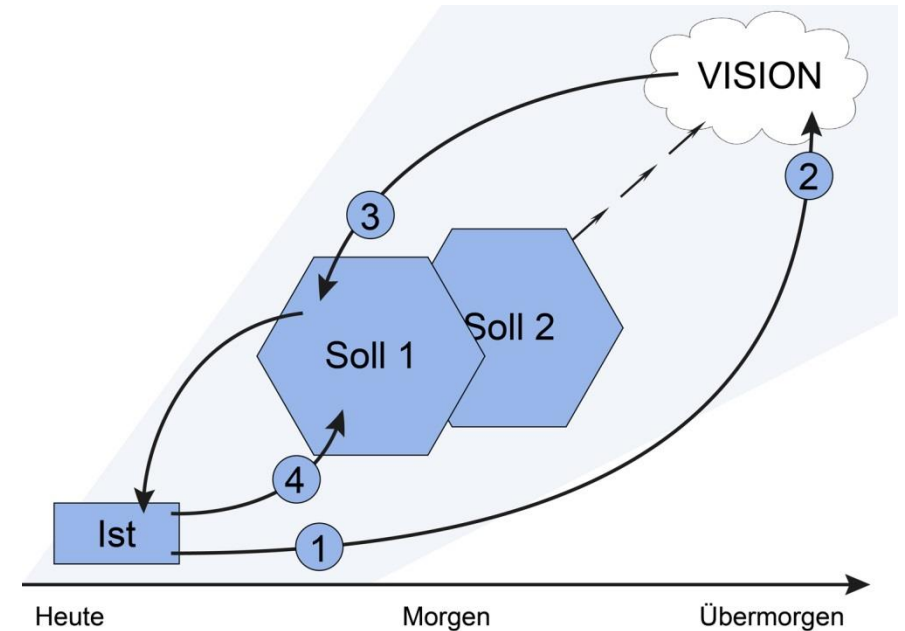 VISION
2
3
Soll 2
Soll 1
4
Ist
1
Heute
Morgen
Übermorgen